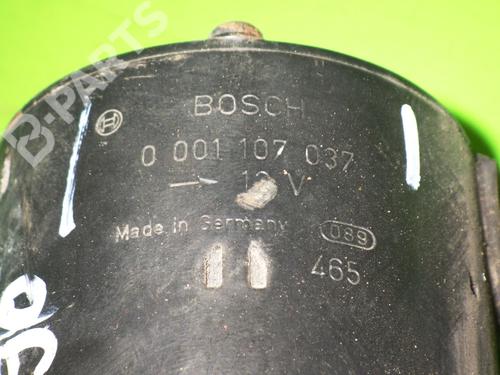 B-PARTS
BOSCH
0 001 107 037
→ 12 V
Made in Germany
089
465